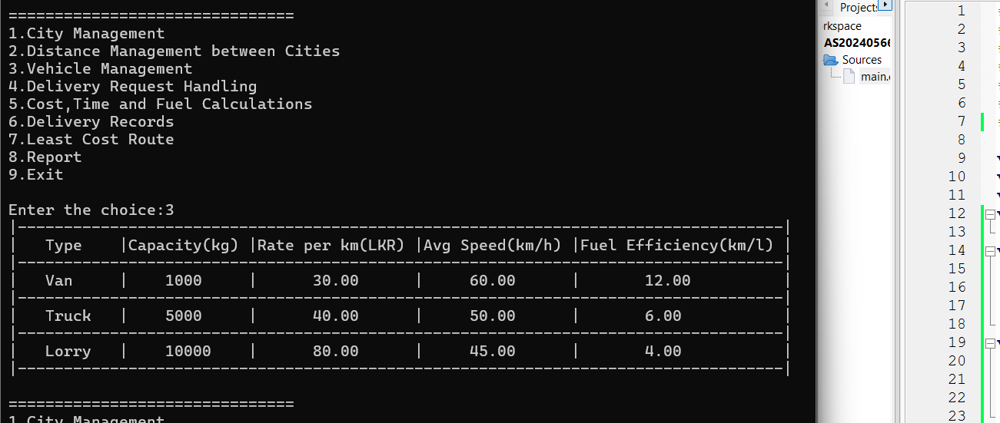 ===============================
1.City Management
2.Distance Management between Cities
3.Vehicle Management
4.Delivery Request Handling
5.Cost,Time and Fuel Calculations
6.Delivery Records
7.Least Cost Route
8.Report
9.Exit
Enter the choice:3
|-----------------------------------------------------------------------------------|
|   Type    |Capacity(kg) |Rate per km(LKR) |Avg Speed(km/h) |Fuel Efficiency(km/l) |
|-----------------------------------------------------------------------------------|
|   Van     |    1000     |      30.00      |     60.00      |       12.00          |
|-----------------------------------------------------------------------------------|
|   Truck   |    5000     |      40.00      |     50.00      |       6.00           |
|-----------------------------------------------------------------------------------|
|   Lorry   |    10000    |      80.00      |     45.00      |       4.00           |
|-----------------------------------------------------------------------------------|
===============================
1.City Management
Projects
rkspace
AS2024056
Sources
main.
1
2
3
4
5
6
7
8
9
10
11
12
13
14
15
16
17
18
19
20
21
22
23